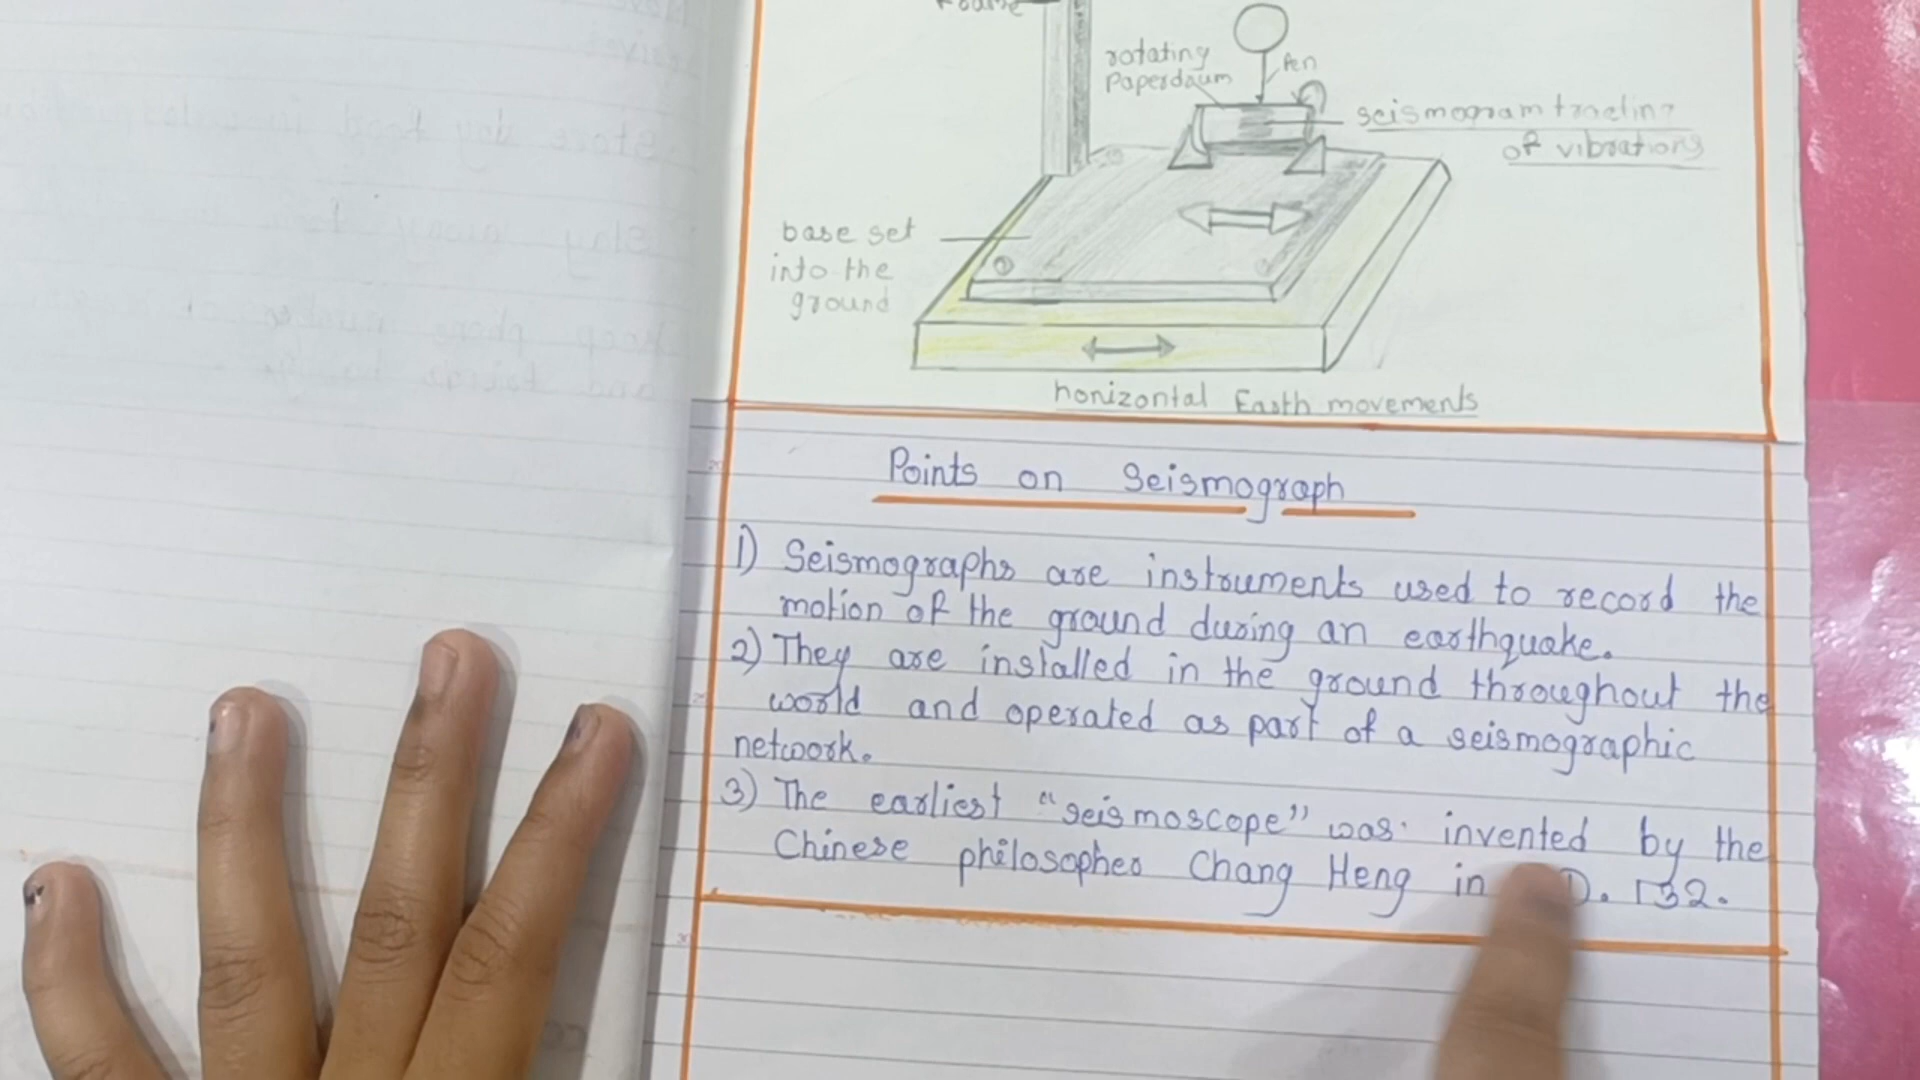 rotating
Paperdrum
Pen
seismogram tracing
of vibrations
base set
into the
ground
horizontal Earth movements
Points on Seismograph
1) Seismographs are instruments used to record the
motion of the ground during an earthquake.
2) They are installed in the ground throughout the
world and operated as part of a seismographic
network.
3) The earliest "seismoscope" was invented by the
Chinese philosopher Chang Heng in D. 132.